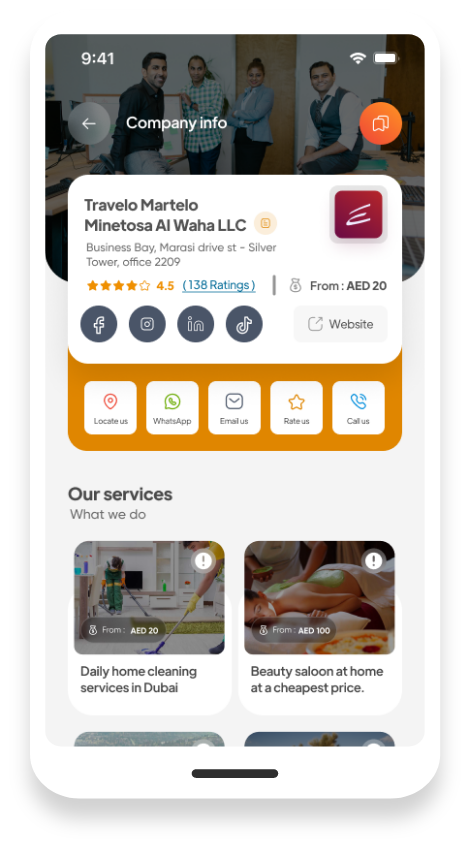 9:41
Company info
Travelo Martelo
Minetosa Al Waha LLC
Business Bay, Marasi drive st - Silver
Tower, office 2209
4.5 (138 Ratings) From : AED 20
Website
Locate us WhatsApp Email us Rate us Call us
Our services
What we do
From : AED 20
From : AED 100
Daily home cleaning
services in Dubai
Beauty saloon at home
at a cheapest price.